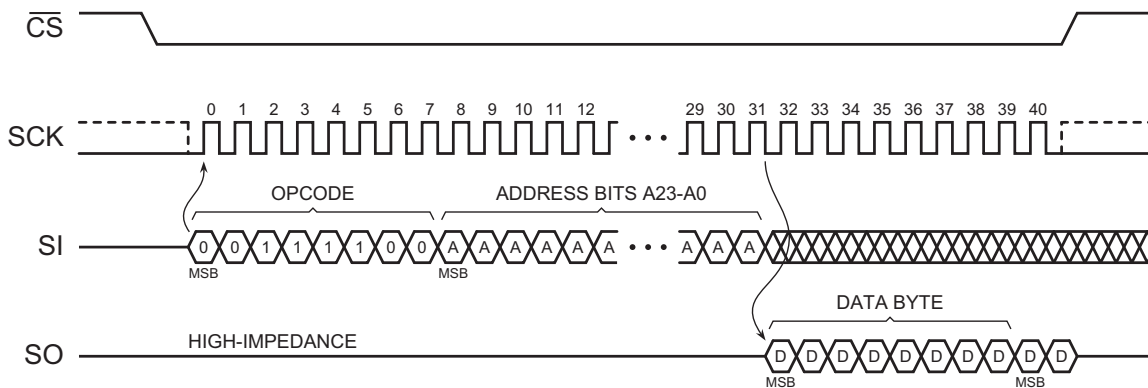 CS
0 1 2 3 4 5 6 7 8 9 10 11 12 29 30 31 32 33 34 35 36 37 38 39 40
SCK
OPCODE ADDRESS BITS A23-A0
SI 0 0 1 1 1 1 0 0 A A A A A A A A A
MSB MSB
DATA BYTE
HIGH-IMPEDANCE
SO D D D D D D D D D D
MSB MSB